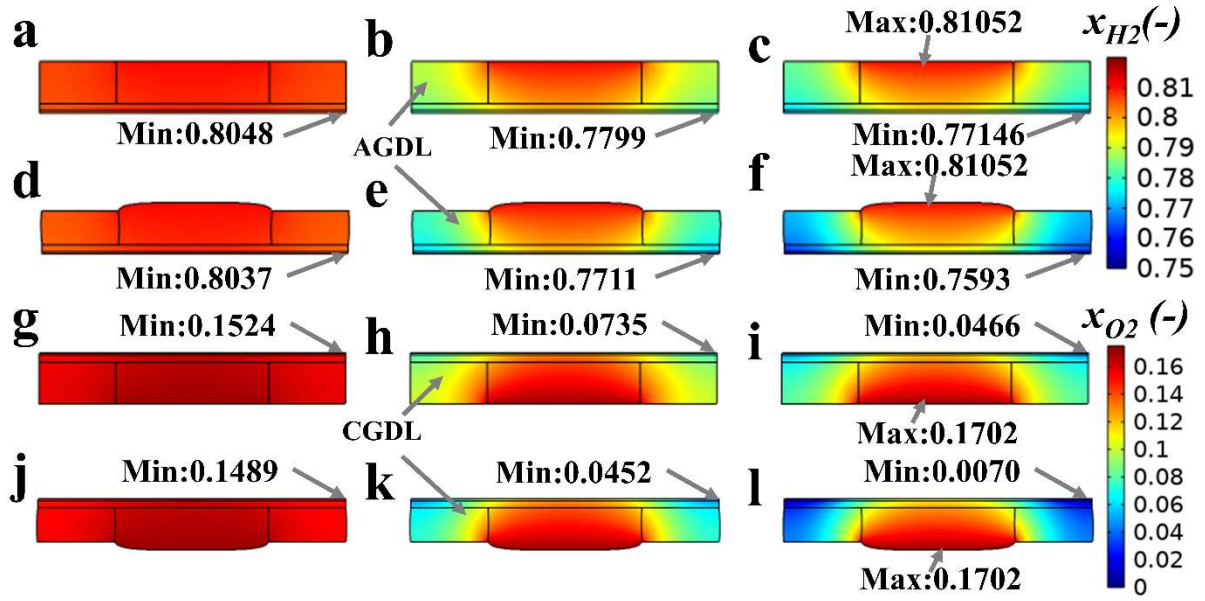 a
b
c
Max:0.81052
x_H2(-)
Min:0.8048
AGDL
Min:0.7799
Min:0.77146
0.81
0.8
0.79
0.78
0.77
0.76
0.75
d
e
f
Max:0.81052
Min:0.8037
Min:0.7711
Min:0.7593
g
Min:0.1524
h
Min:0.0735
i
Min:0.0466
x_O2 (-)
CGDL
Max:0.1702
0.16
0.14
0.12
0.1
0.08
0.06
0.04
0.02
0
j
Min:0.1489
k
Min:0.0452
l
Min:0.0070
Max:0.1702